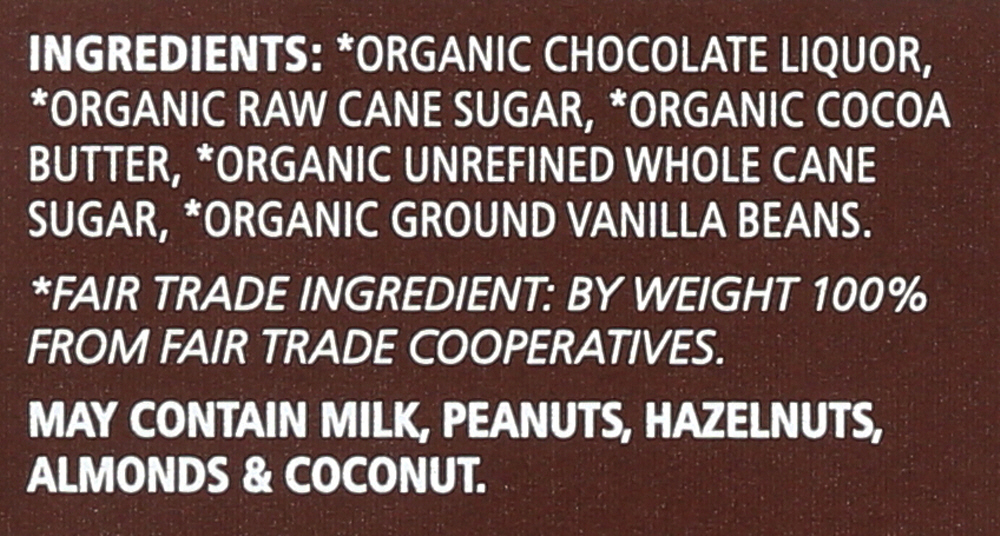 INGREDIENTS: *ORGANIC CHOCOLATE LIQUOR,
*ORGANIC RAW CANE SUGAR, *ORGANIC COCOA
BUTTER, *ORGANIC UNREFINED WHOLE CANE
SUGAR, *ORGANIC GROUND VANILLA BEANS.
*FAIR TRADE INGREDIENT: BY WEIGHT 100%
FROM FAIR TRADE COOPERATIVES.
MAY CONTAIN MILK, PEANUTS, HAZELNUTS,
ALMONDS & COCONUT.